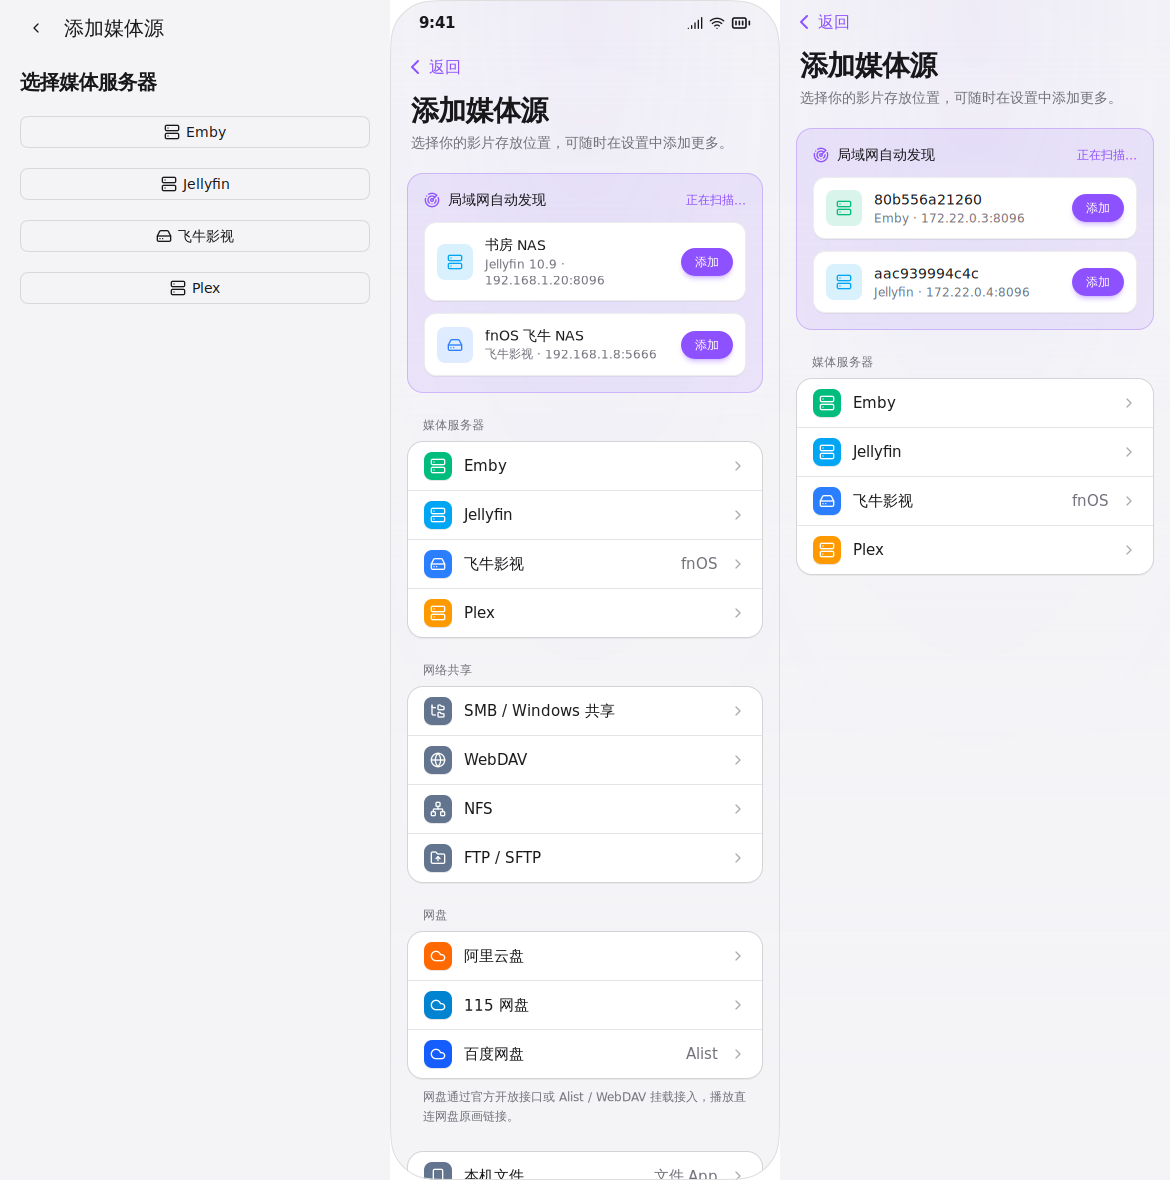 添加媒体源
选择媒体服务器
Emby
Jellyfin
飞牛影视
Plex
9:41
返回
添加媒体源
选择你的影片存放位置，可随时在设置中添加更多。
局域网自动发现
正在扫描…
书房 NAS
Jellyfin 10.9 ·
192.168.1.20:8096
添加
fnOS 飞牛 NAS
飞牛影视 · 192.168.1.8:5666
添加
媒体服务器
Emby
Jellyfin
飞牛影视
fnOS
Plex
网络共享
SMB / Windows 共享
WebDAV
NFS
FTP / SFTP
网盘
阿里云盘
115 网盘
百度网盘
Alist
网盘通过官方开放接口或 Alist / WebDAV 挂载接入，播放直
连网盘原画链接。
本机文件
文件 App
返回
添加媒体源
选择你的影片存放位置，可随时在设置中添加更多。
局域网自动发现
正在扫描…
80b556a21260
Emby · 172.22.0.3:8096
添加
aac939994c4c
Jellyfin · 172.22.0.4:8096
添加
媒体服务器
Emby
Jellyfin
飞牛影视
fnOS
Plex